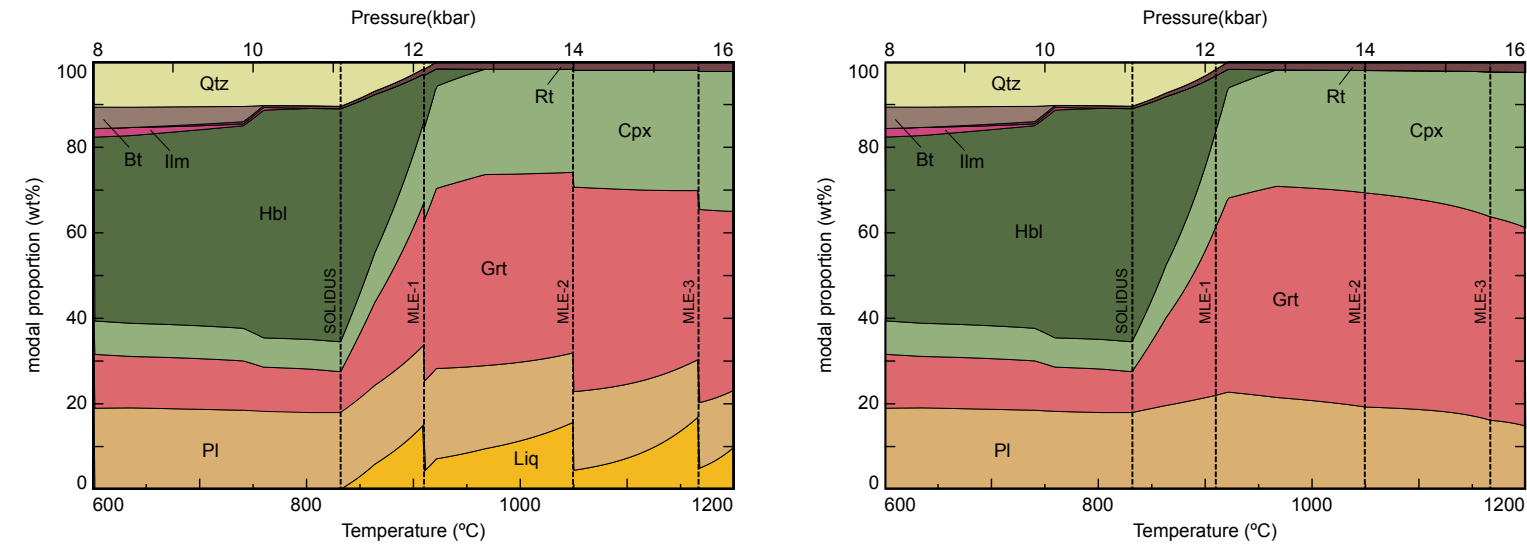 Pressure(kbar)
8 10 12 14 16
100
80
60
40
20
0
modal proportion (wt%)
Qtz
Bt
Ilm
Hbl
Rt
Cpx
Grt
Pl
Liq
SOLIDUS
MLE-1
MLE-2
MLE-3
600 800 1000 1200
Temperature (ºC)
Pressure(kbar)
8 10 12 14 16
100
80
60
40
20
0
modal proportion (wt%)
Qtz
Bt
Ilm
Hbl
Rt
Cpx
Grt
Pl
SOLIDUS
MLE-1
MLE-2
MLE-3
600 800 1000 1200
Temperature (ºC)